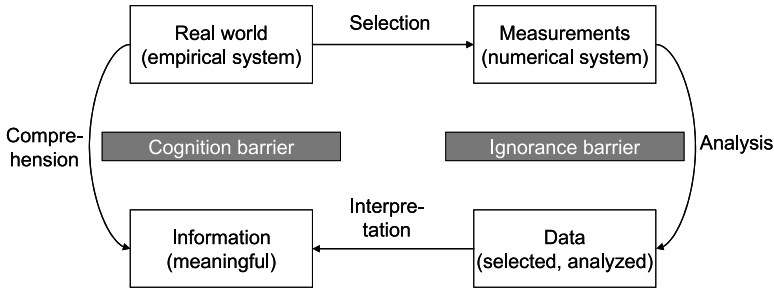 Real world
(empirical system)
Selection
Measurements
(numerical system)
Compre-
hension
Cognition barrier
Ignorance barrier
Analysis
Information
(meaningful)
Interpre-
tation
Data
(selected, analyzed)